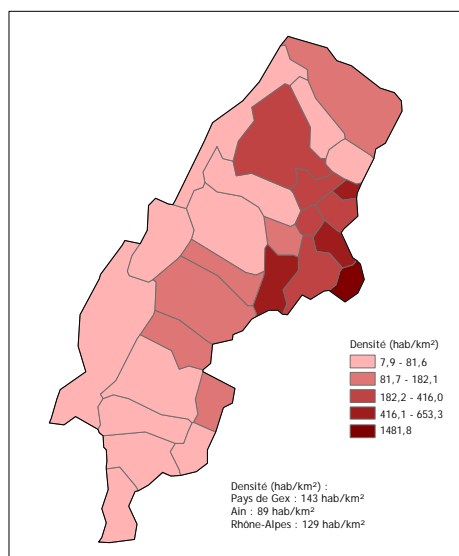 Densité (hab/km²)
7,9 - 81,6
81,7 - 182,1
182,2 - 416,0
416,1 - 653,3
1481,8
Densité (hab/km²) :
Pays de Gex : 143 hab/km²
Ain : 89 hab/km²
Rhône-Alpes : 129 hab/km²